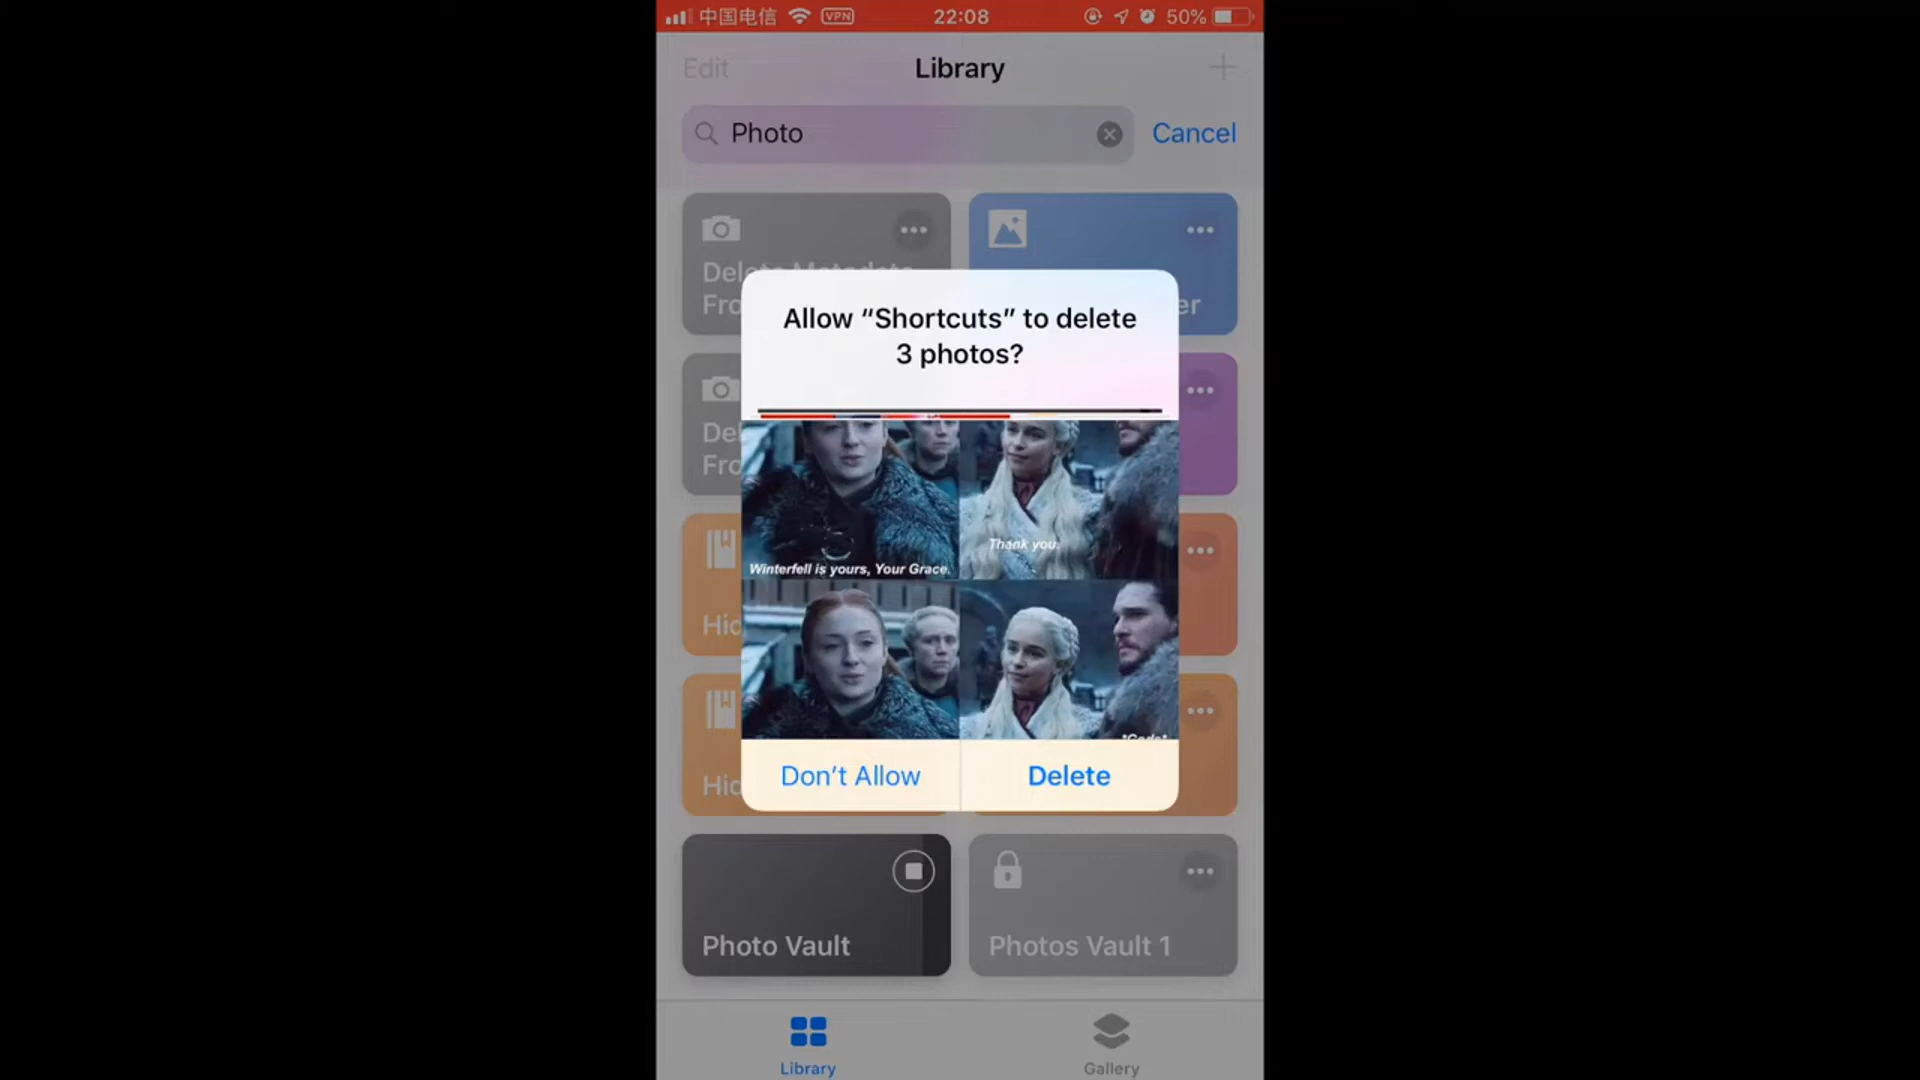 中国电信 VPN 22:08 50%
Edit Library
Photo Cancel
Allow “Shortcuts” to delete
3 photos?
Winterfell is yours, Your Grace.
Thank you.
Don’t Allow Delete
Photo Vault
Photos Vault 1
Library Gallery